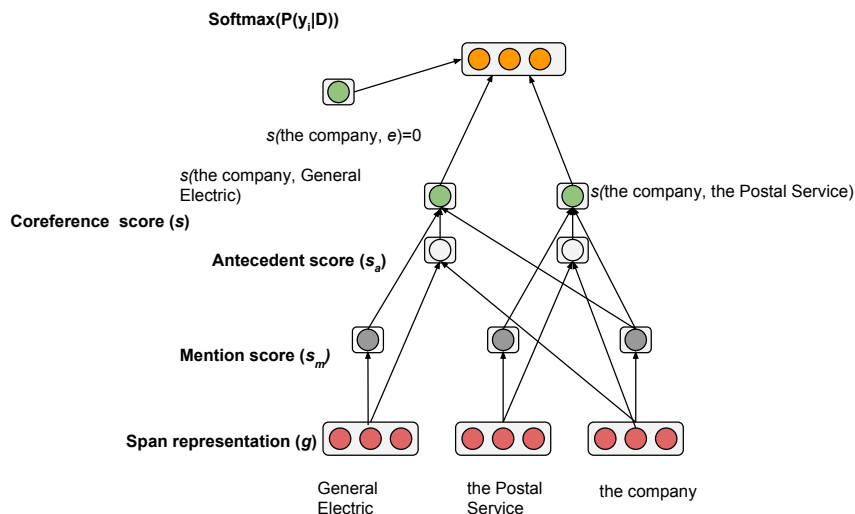 Softmax(P(yᵢ|D))
s(the company, e)=0
s(the company, General
Electric)
s(the company, the Postal Service)
Coreference score (s)
Antecedent score (sₐ)
Mention score (sₘ)
Span representation (g)
General
Electric
the Postal
Service
the company